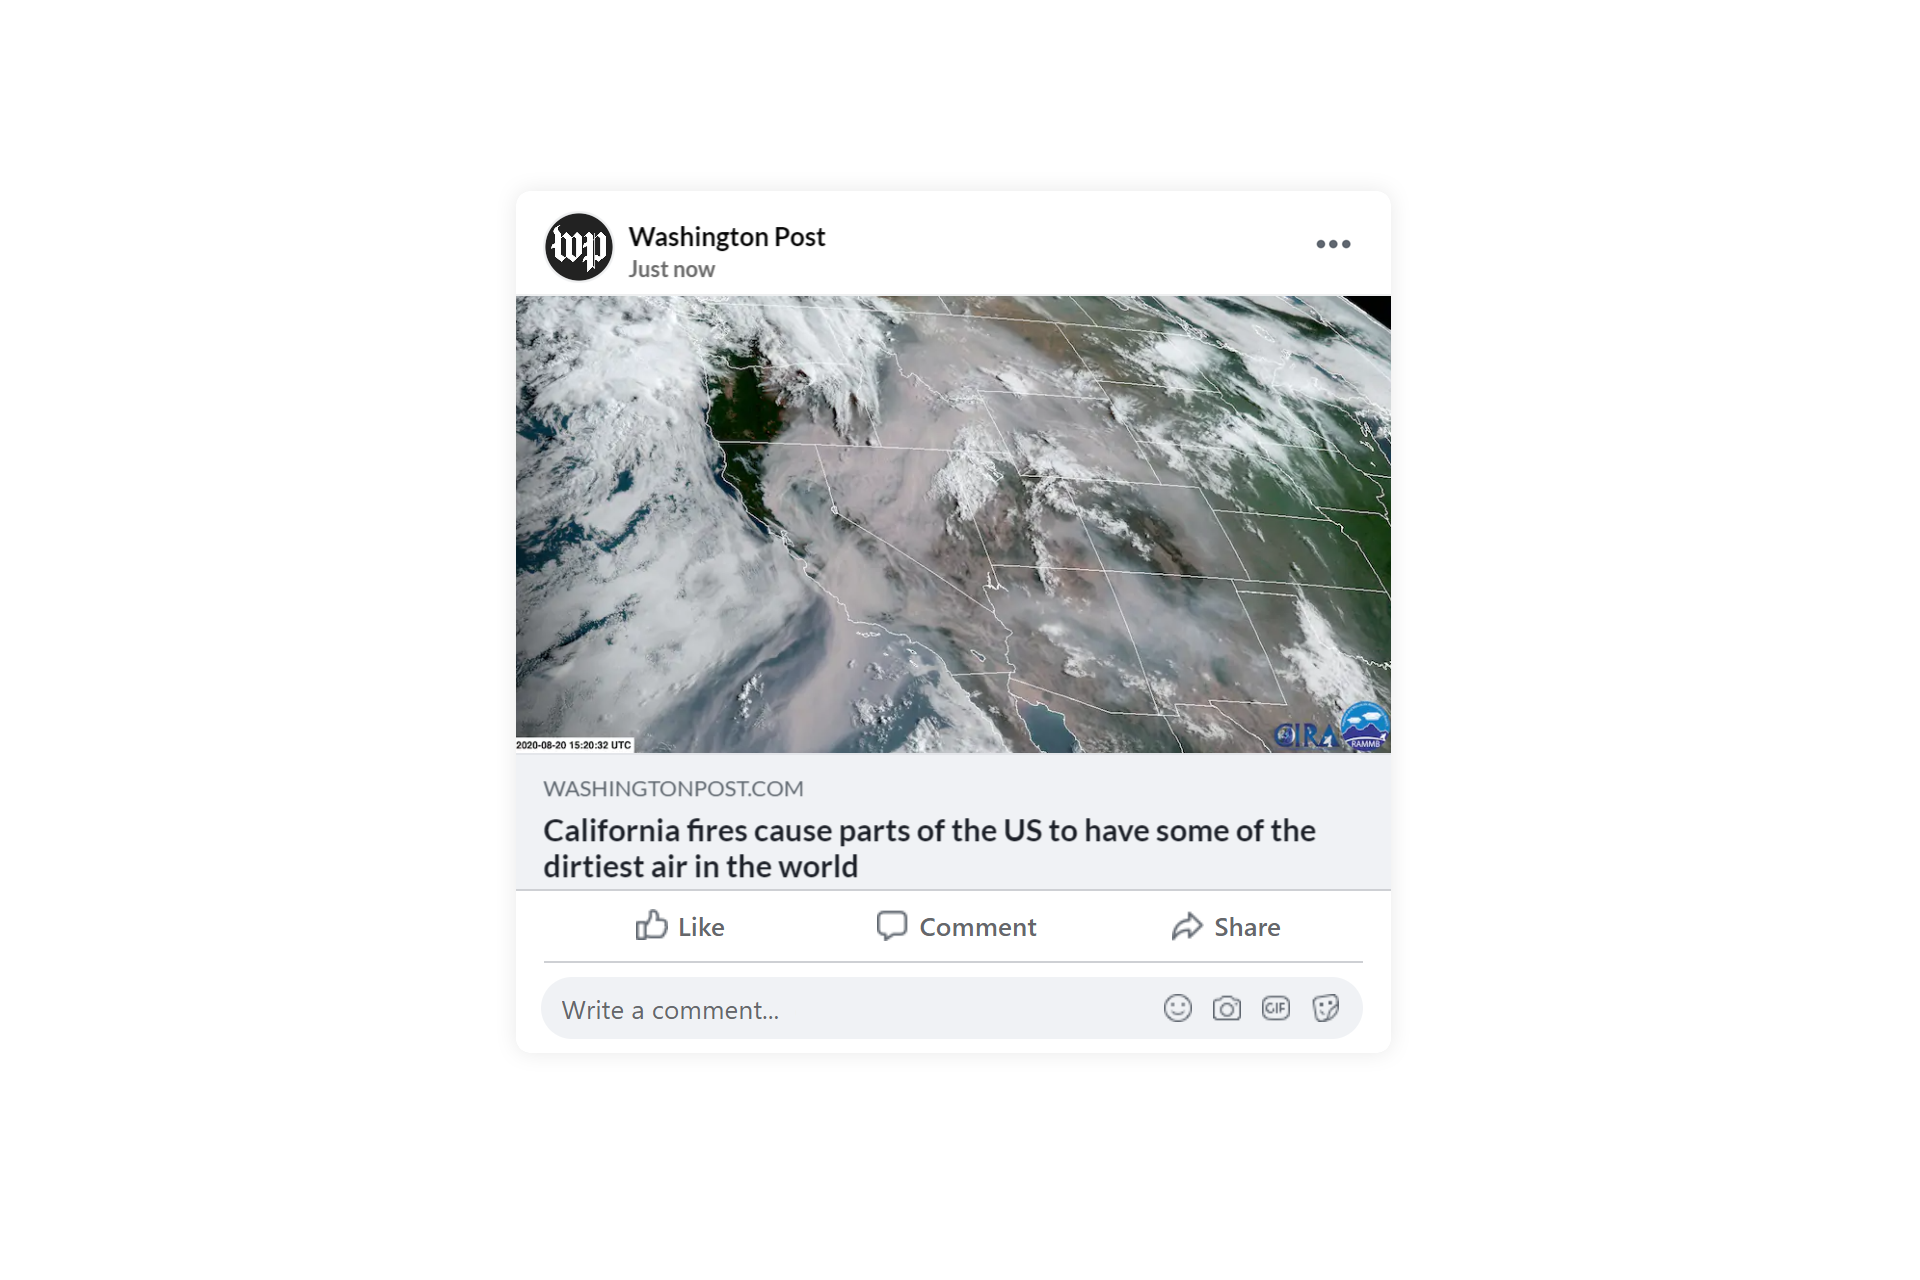 wp
Washington Post
Just now
2020-08-20 15:20:32 UTC
CIRA
RAMMB
WASHINGTONPOST.COM
California fires cause parts of the US to have some of the
dirtiest air in the world
Like
Comment
Share
Write a comment...
GIF